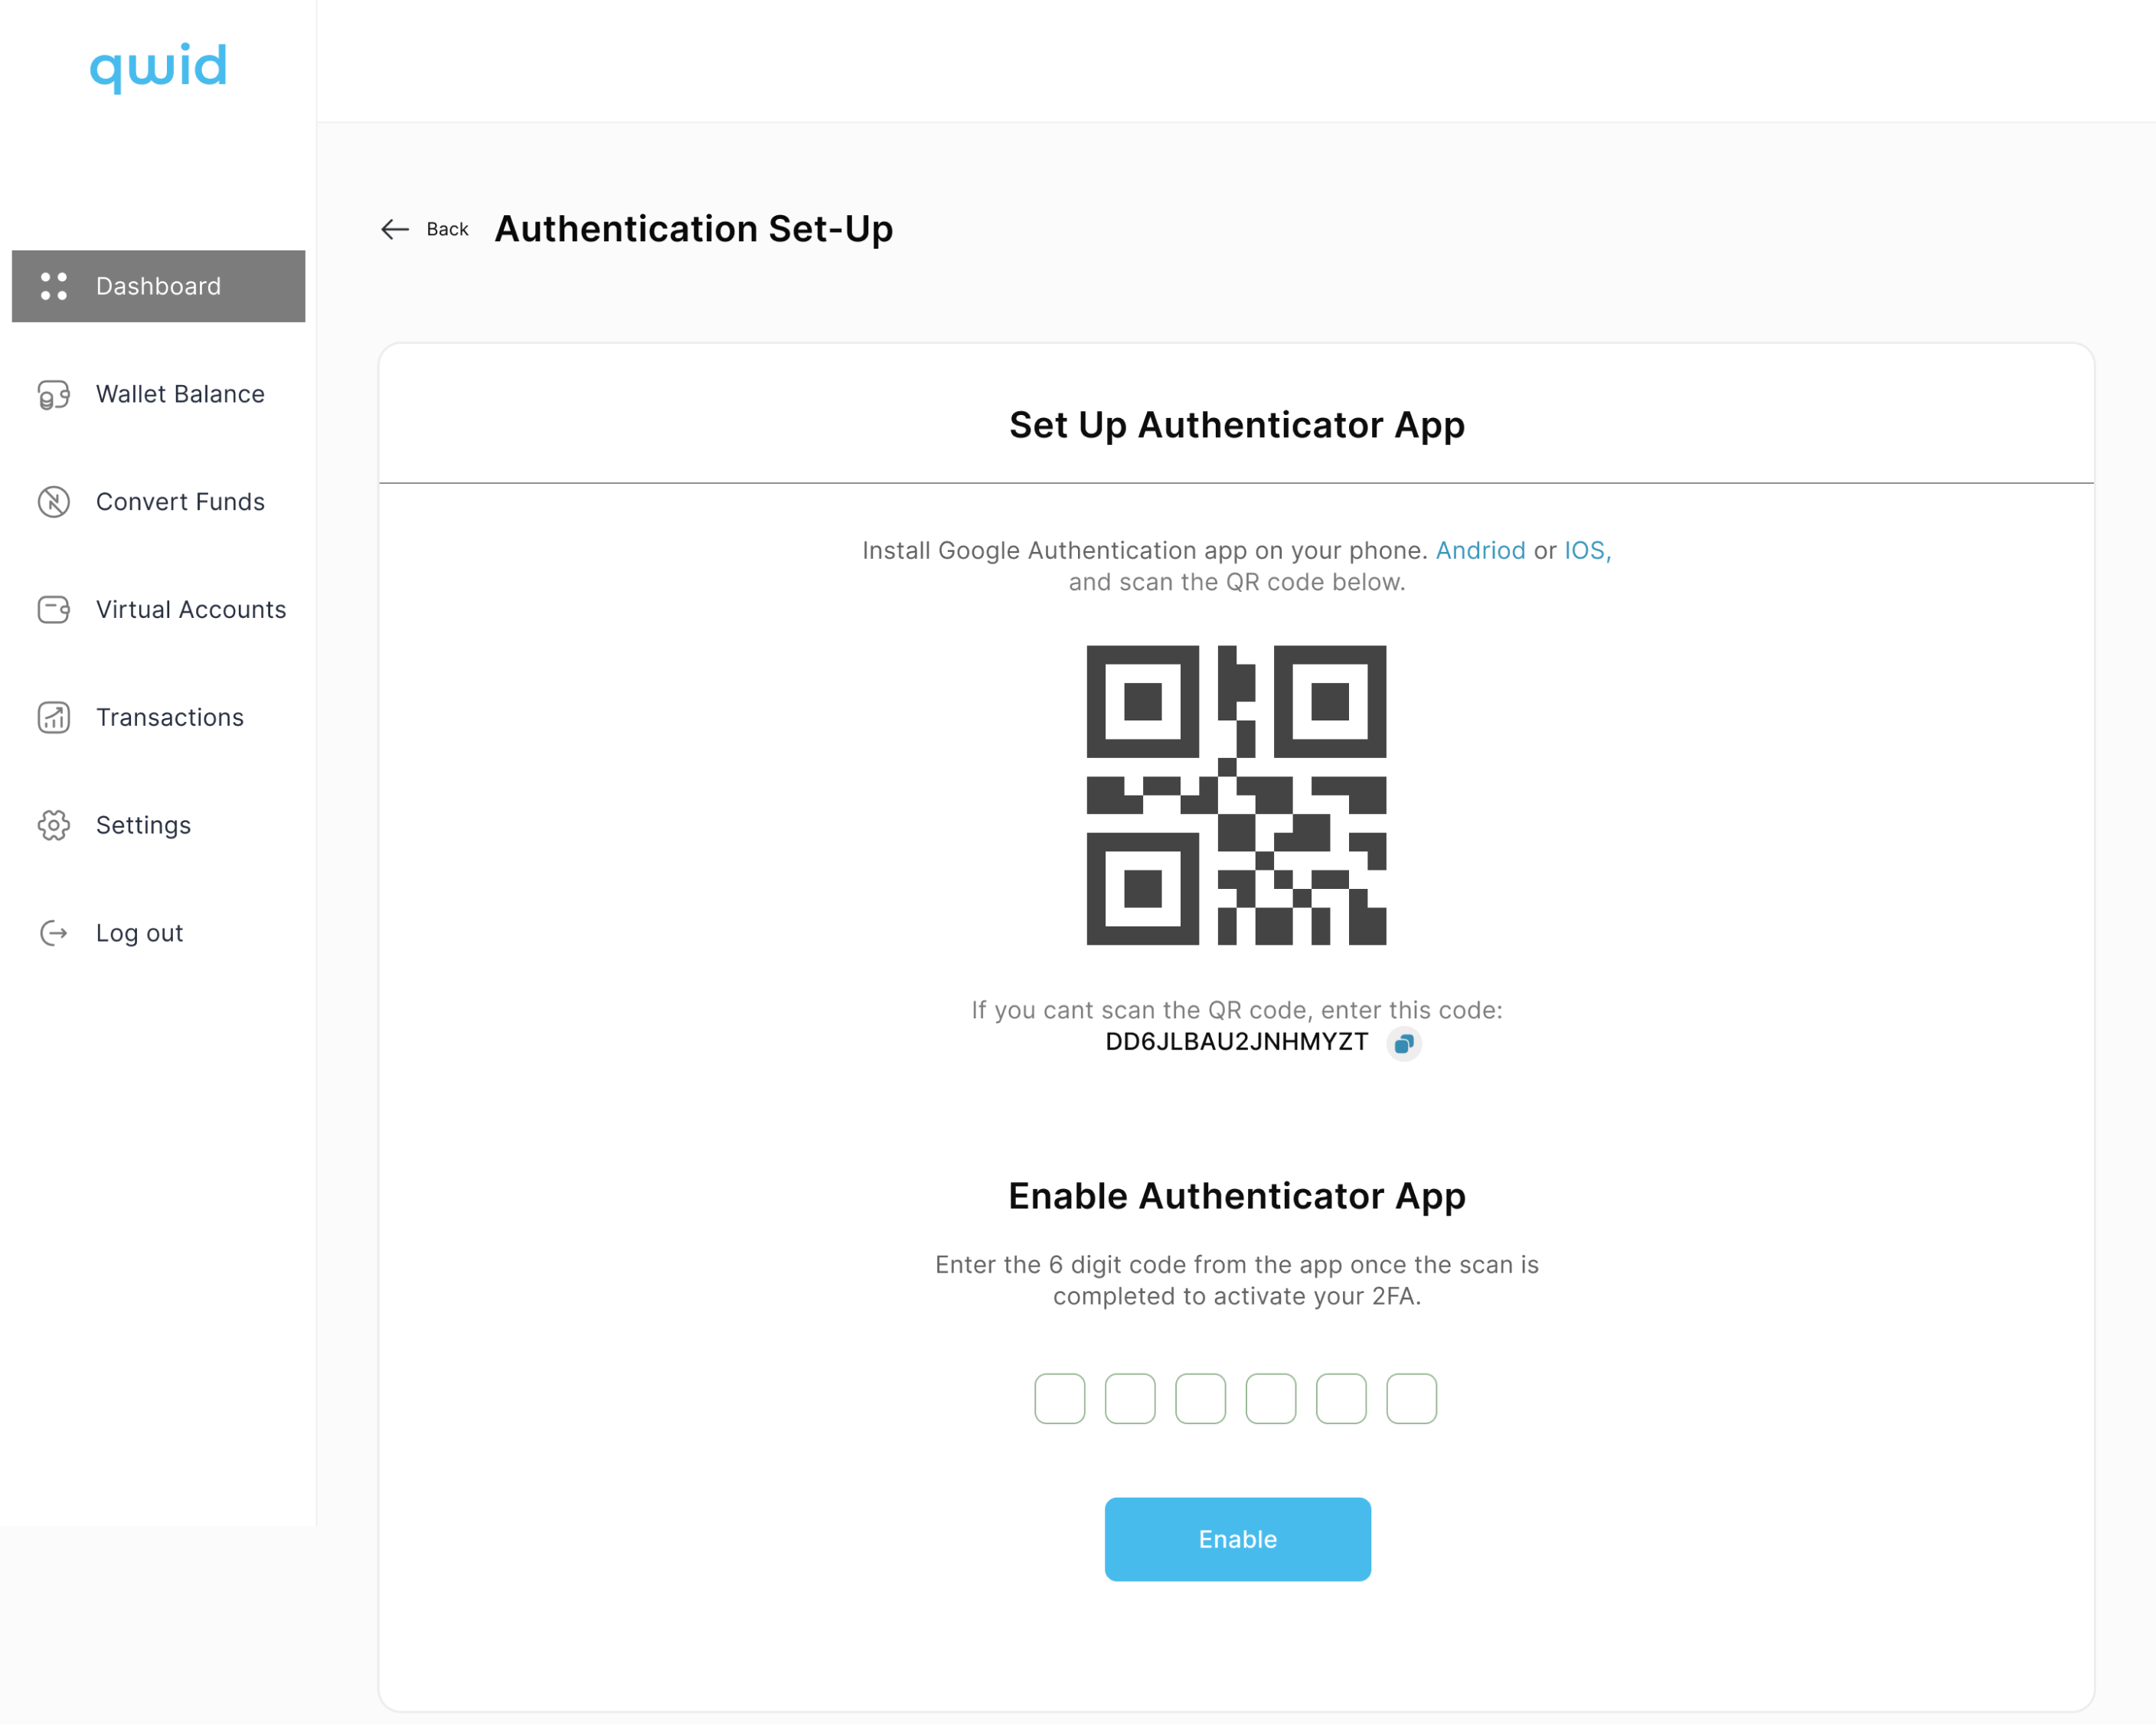 qwid
Dashboard
Wallet Balance
Convert Funds
Virtual Accounts
Transactions
Settings
Log out
Back
Authentication Set-Up
Set Up Authenticator App
Install Google Authentication app on your phone. Andriod or IOS,
and scan the QR code below.
If you cant scan the QR code, enter this code:
DD6JLBAU2JNHMYZT
Enable Authenticator App
Enter the 6 digit code from the app once the scan is
completed to activate your 2FA.
Enable